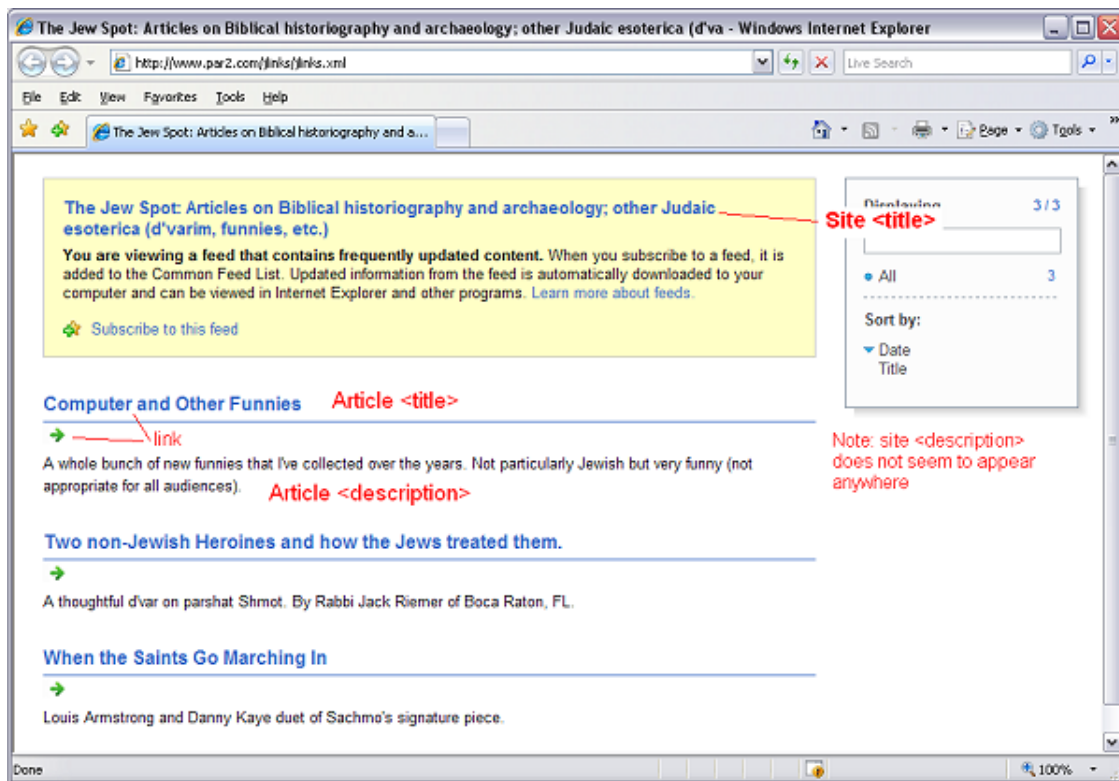 The Jew Spot: Articles on Biblical historiography and archaeology; other Judaic esoterica (d'va - Windows Internet Explorer
http://www.par2.com/jlinks/jlinks.xml
Live Search
File Edit View Favorites Tools Help
The Jew Spot: Articles on Biblical historiography and a...
Page Tools
The Jew Spot: Articles on Biblical historiography and archaeology; other Judaic
esoterica (d'varim, funnies, etc.)
You are viewing a feed that contains frequently updated content. When you subscribe to a feed, it is
added to the Common Feed List. Updated information from the feed is automatically downloaded to your
computer and can be viewed in Internet Explorer and other programs. Learn more about feeds.
Subscribe to this feed
Site <title>
Displaying 3 / 3
All 3
Sort by:
Date
Title
Computer and Other Funnies
Article <title>
link
A whole bunch of new funnies that I've collected over the years. Not particularly Jewish but very funny (not
appropriate for all audiences).
Article <description>
Note: site <description>
does not seem to appear
anywhere
Two non-Jewish Heroines and how the Jews treated them.
A thoughtful d'var on parshat Shmot. By Rabbi Jack Riemer of Boca Raton, FL.
When the Saints Go Marching In
Louis Armstrong and Danny Kaye duet of Sachmo's signature piece.
Done
100%